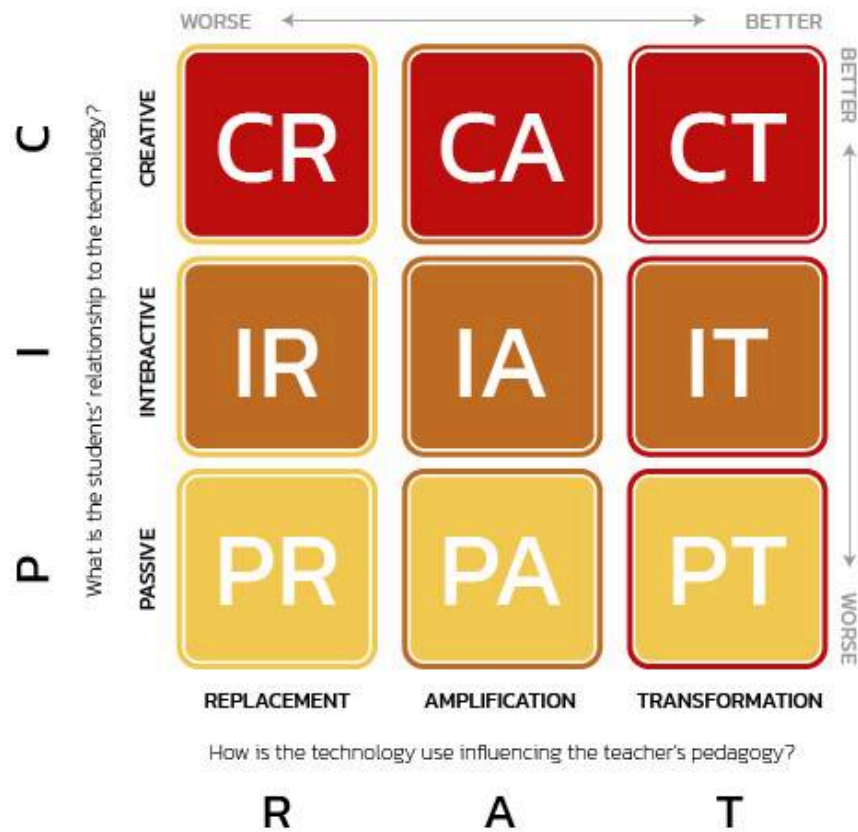 WORSE BETTER
C
What is the students' relationship to the technology?
CREATIVE
CR CA CT
BETTER
I
INTERACTIVE
IR IA IT
P
PASSIVE
PR PA PT
WORSE
REPLACEMENT AMPLIFICATION TRANSFORMATION
How is the technology use influencing the teacher's pedagogy?
R A T